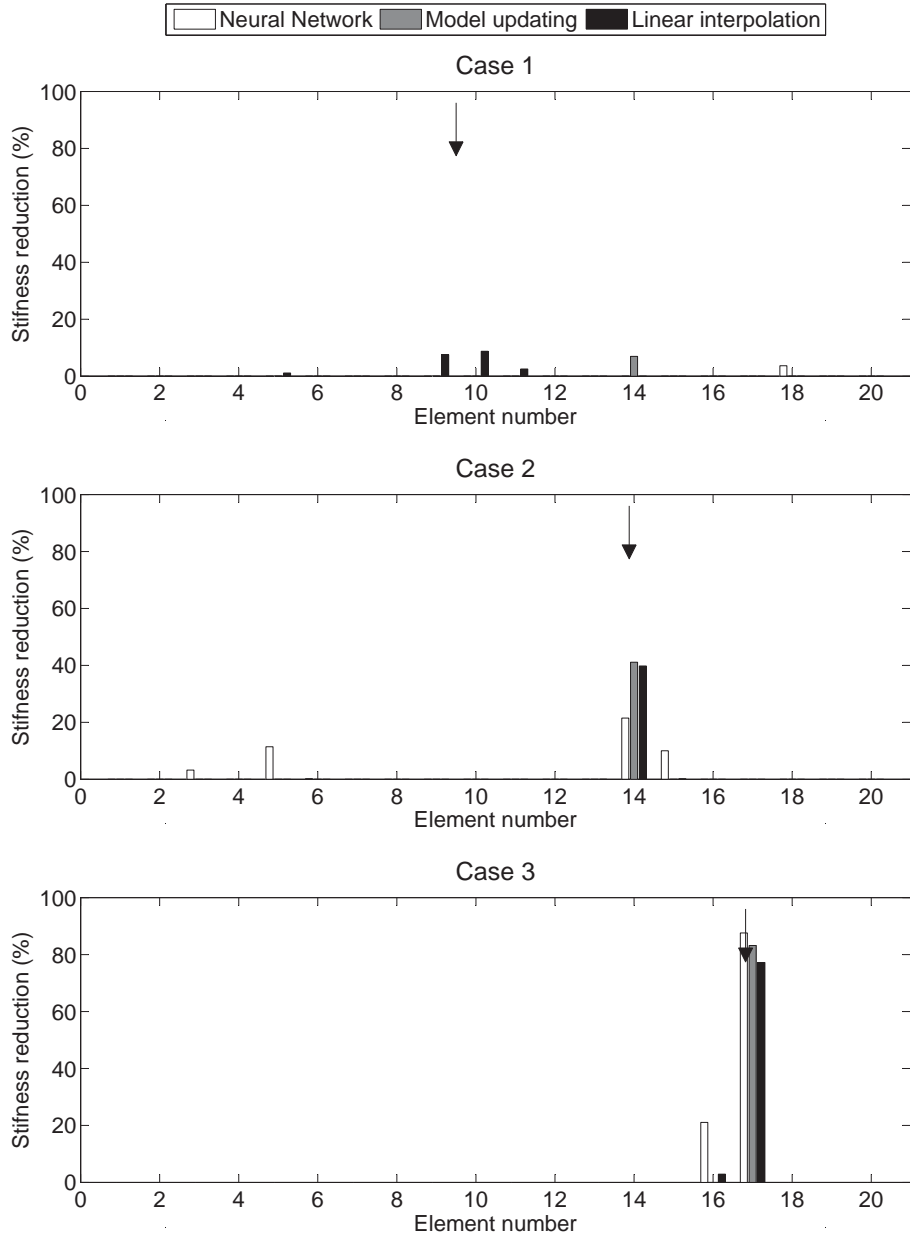 Neural Network Model updating Linear interpolation
Case 1
Stifness reduction (%)
100
80
60
40
20
0
0 2 4 6 8 10 12 14 16 18 20
Element number
Case 2
Stifness reduction (%)
100
80
60
40
20
0
0 2 4 6 8 10 12 14 16 18 20
Element number
Case 3
Stifness reduction (%)
100
80
60
40
20
0
0 2 4 6 8 10 12 14 16 18 20
Element number